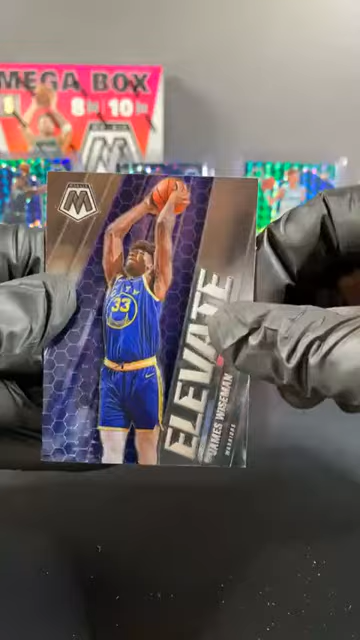 MEGA BOX
8 10
M
ELEVATE
JAMES WISEMAN
WARRIORS
33